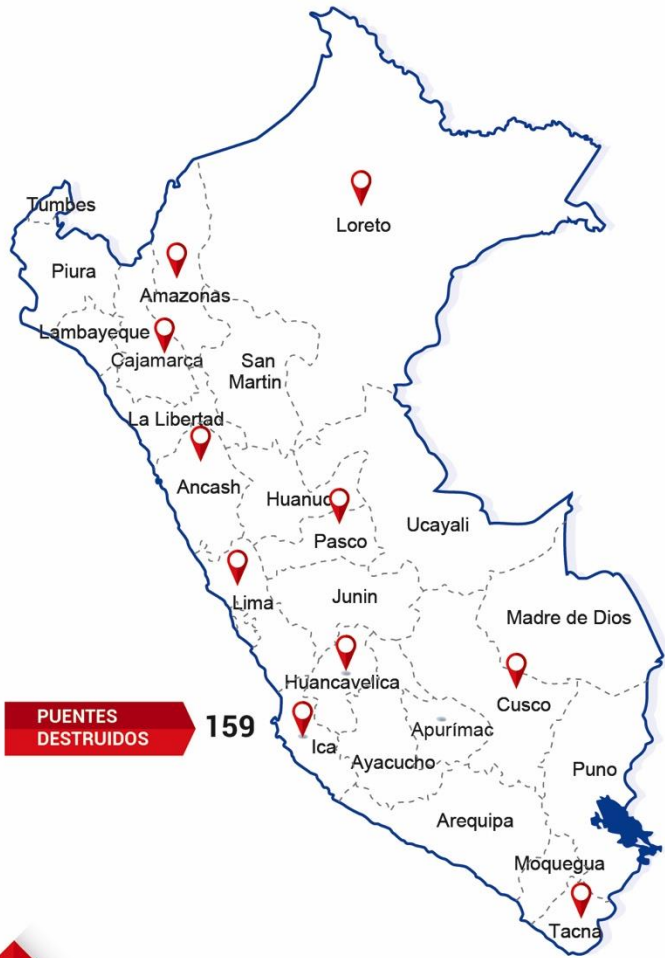 Tumbes
Loreto
Piura
Amazonas
Lambayeque
Cajamarca
San
Martin
La Libertad
Ancash
Huanuc
Ucayali
Pasco
Junin
Lima
Madre de Dios
Huancavelica
Cusco
PUENTES
DESTRUIDOS
159
Ica
Apurímac
Ayacucho
Puno
Arequipa
Moquegua
Tacna